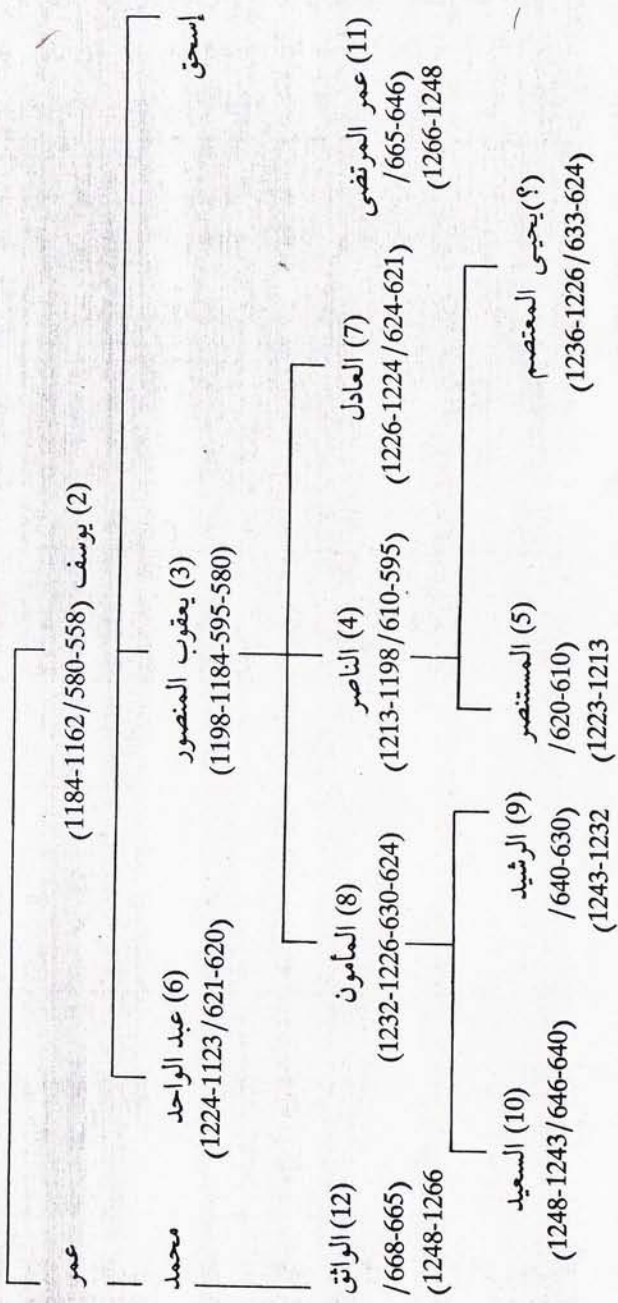 يوسف (2) (558-580/1162-1184)
عمر
إسحق
يعقوب المنصور (3)
(580-595-1184-1198)
عبد الواحد (6)
(620-621/1123-1224)
محمد
عمر المرتضى (11)
(646-665/
1248-1266)
العادل (7)
(621-624/1224-1226)
الناصر (4)
(595-610/1198-1213)
المأمون (8)
(624-630-1226-1232)
الواثق (12)
(665-668/
1266-1248)
يحيى المعتصم (؟)
(624-633/1226-1236)
المستنصر (5)
(610-620/
1213-1223)
الرشيد (9)
(630-640/
1232-1243)
السعيد (10)
(640-646/1243-1248)